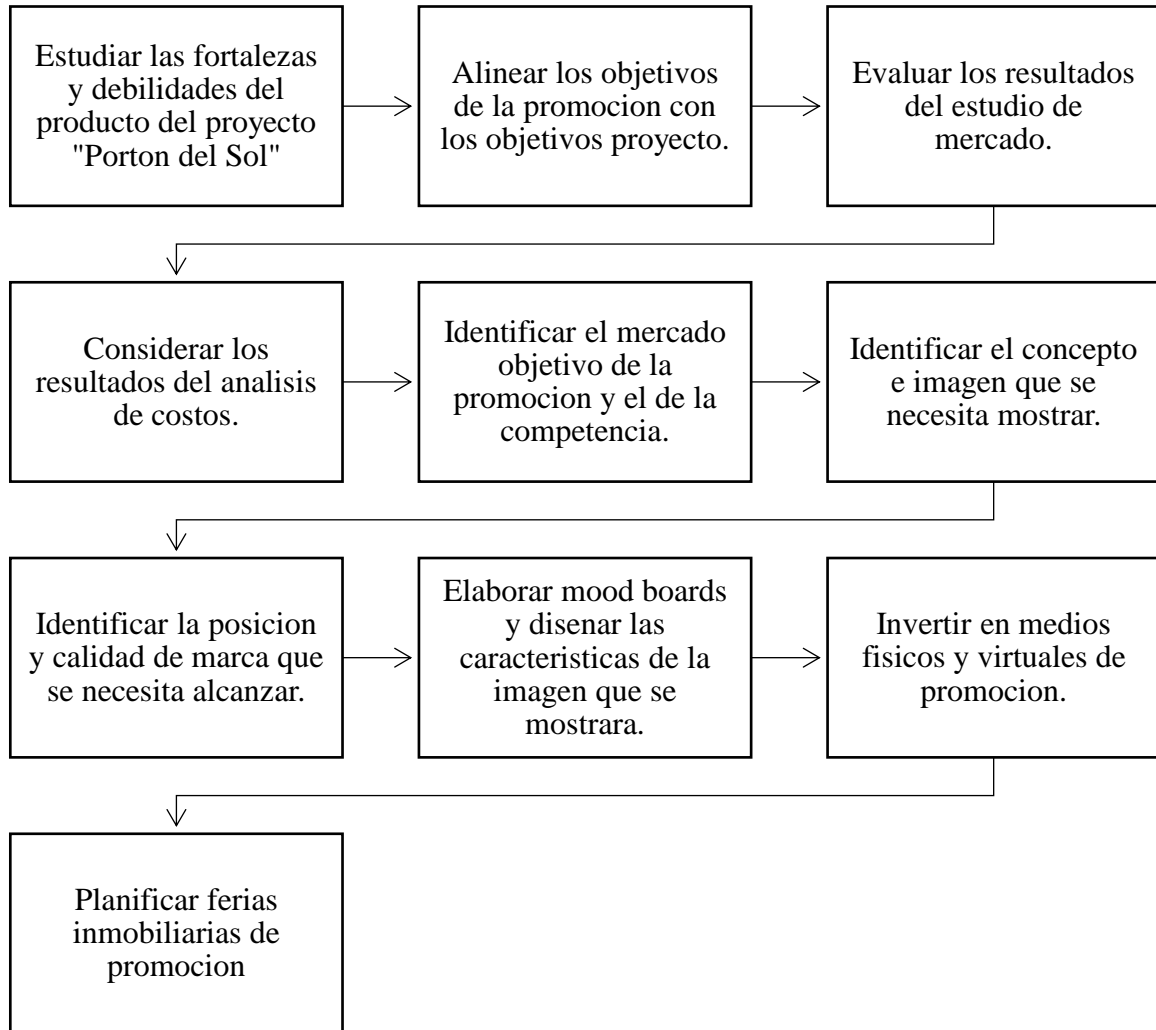 Estudiar las fortalezas
y debilidades del
producto del proyecto
"Porton del Sol"
Alinear los objetivos
de la promocion con
los objetivos proyecto.
Evaluar los resultados
del estudio de
mercado.
Considerar los
resultados del analisis
de costos.
Identificar el mercado
objetivo de la
promocion y el de la
competencia.
Identificar el concepto
e imagen que se
necesita mostrar.
Identificar la posicion
y calidad de marca que
se necesita alcanzar.
Elaborar mood boards
y disenar las
caracteristicas de la
imagen que se
mostrara.
Invertir en medios
fisicos y virtuales de
promocion.
Planificar ferias
inmobiliarias de
promocion